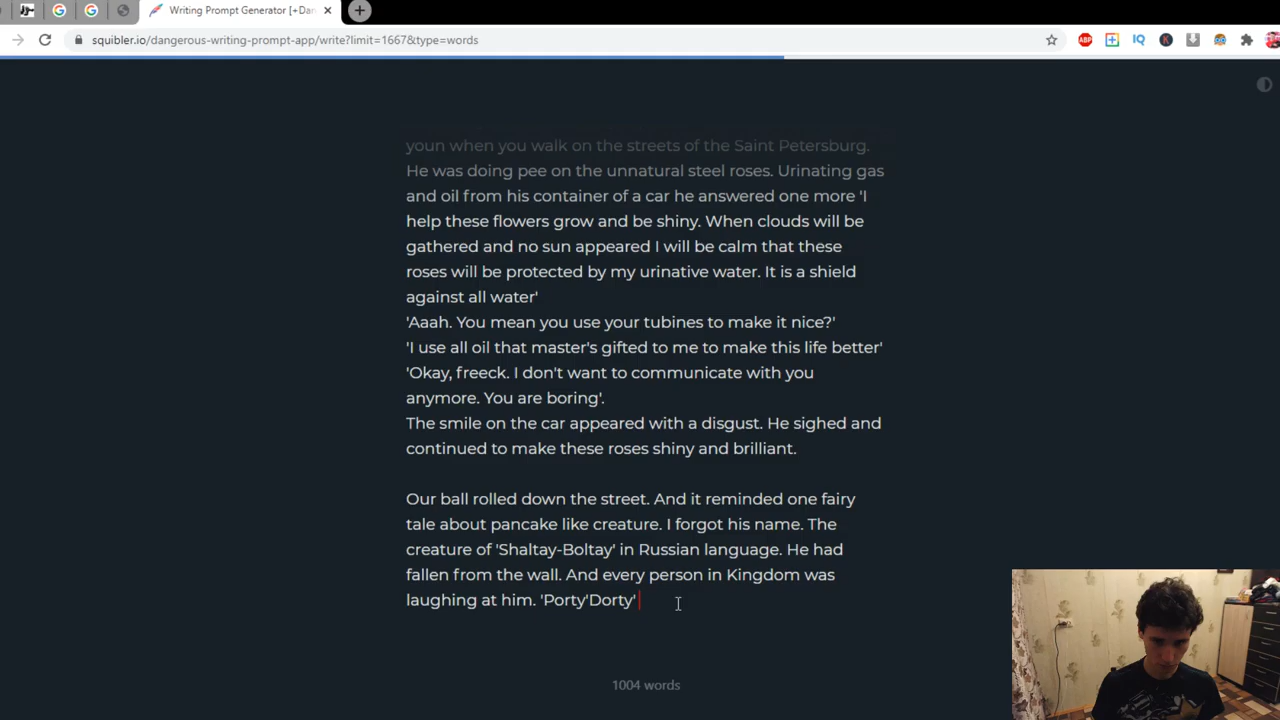 Writing Prompt Generator [+Dan
squibler.io/dangerous-writing-prompt-app/write?limit=1667&type=words
ABP
IQ
K
youn when you walk on the streets of the Saint Petersburg.
He was doing pee on the unnatural steel roses. Urinating gas
and oil from his container of a car he answered one more 'I
help these flowers grow and be shiny. When clouds will be
gathered and no sun appeared I will be calm that these
roses will be protected by my urinative water. It is a shield
against all water'
'Aaah. You mean you use your tubines to make it nice?'
'I use all oil that master's gifted to me to make this life better'
'Okay, freeck. I don't want to communicate with you
anymore. You are boring'.
The smile on the car appeared with a disgust. He sighed and
continued to make these roses shiny and brilliant.
Our ball rolled down the street. And it reminded one fairy
tale about pancake like creature. I forgot his name. The
creature of 'Shaltay-Boltay' in Russian language. He had
fallen from the wall. And every person in Kingdom was
laughing at him. 'Porty'Dorty'
1004 words